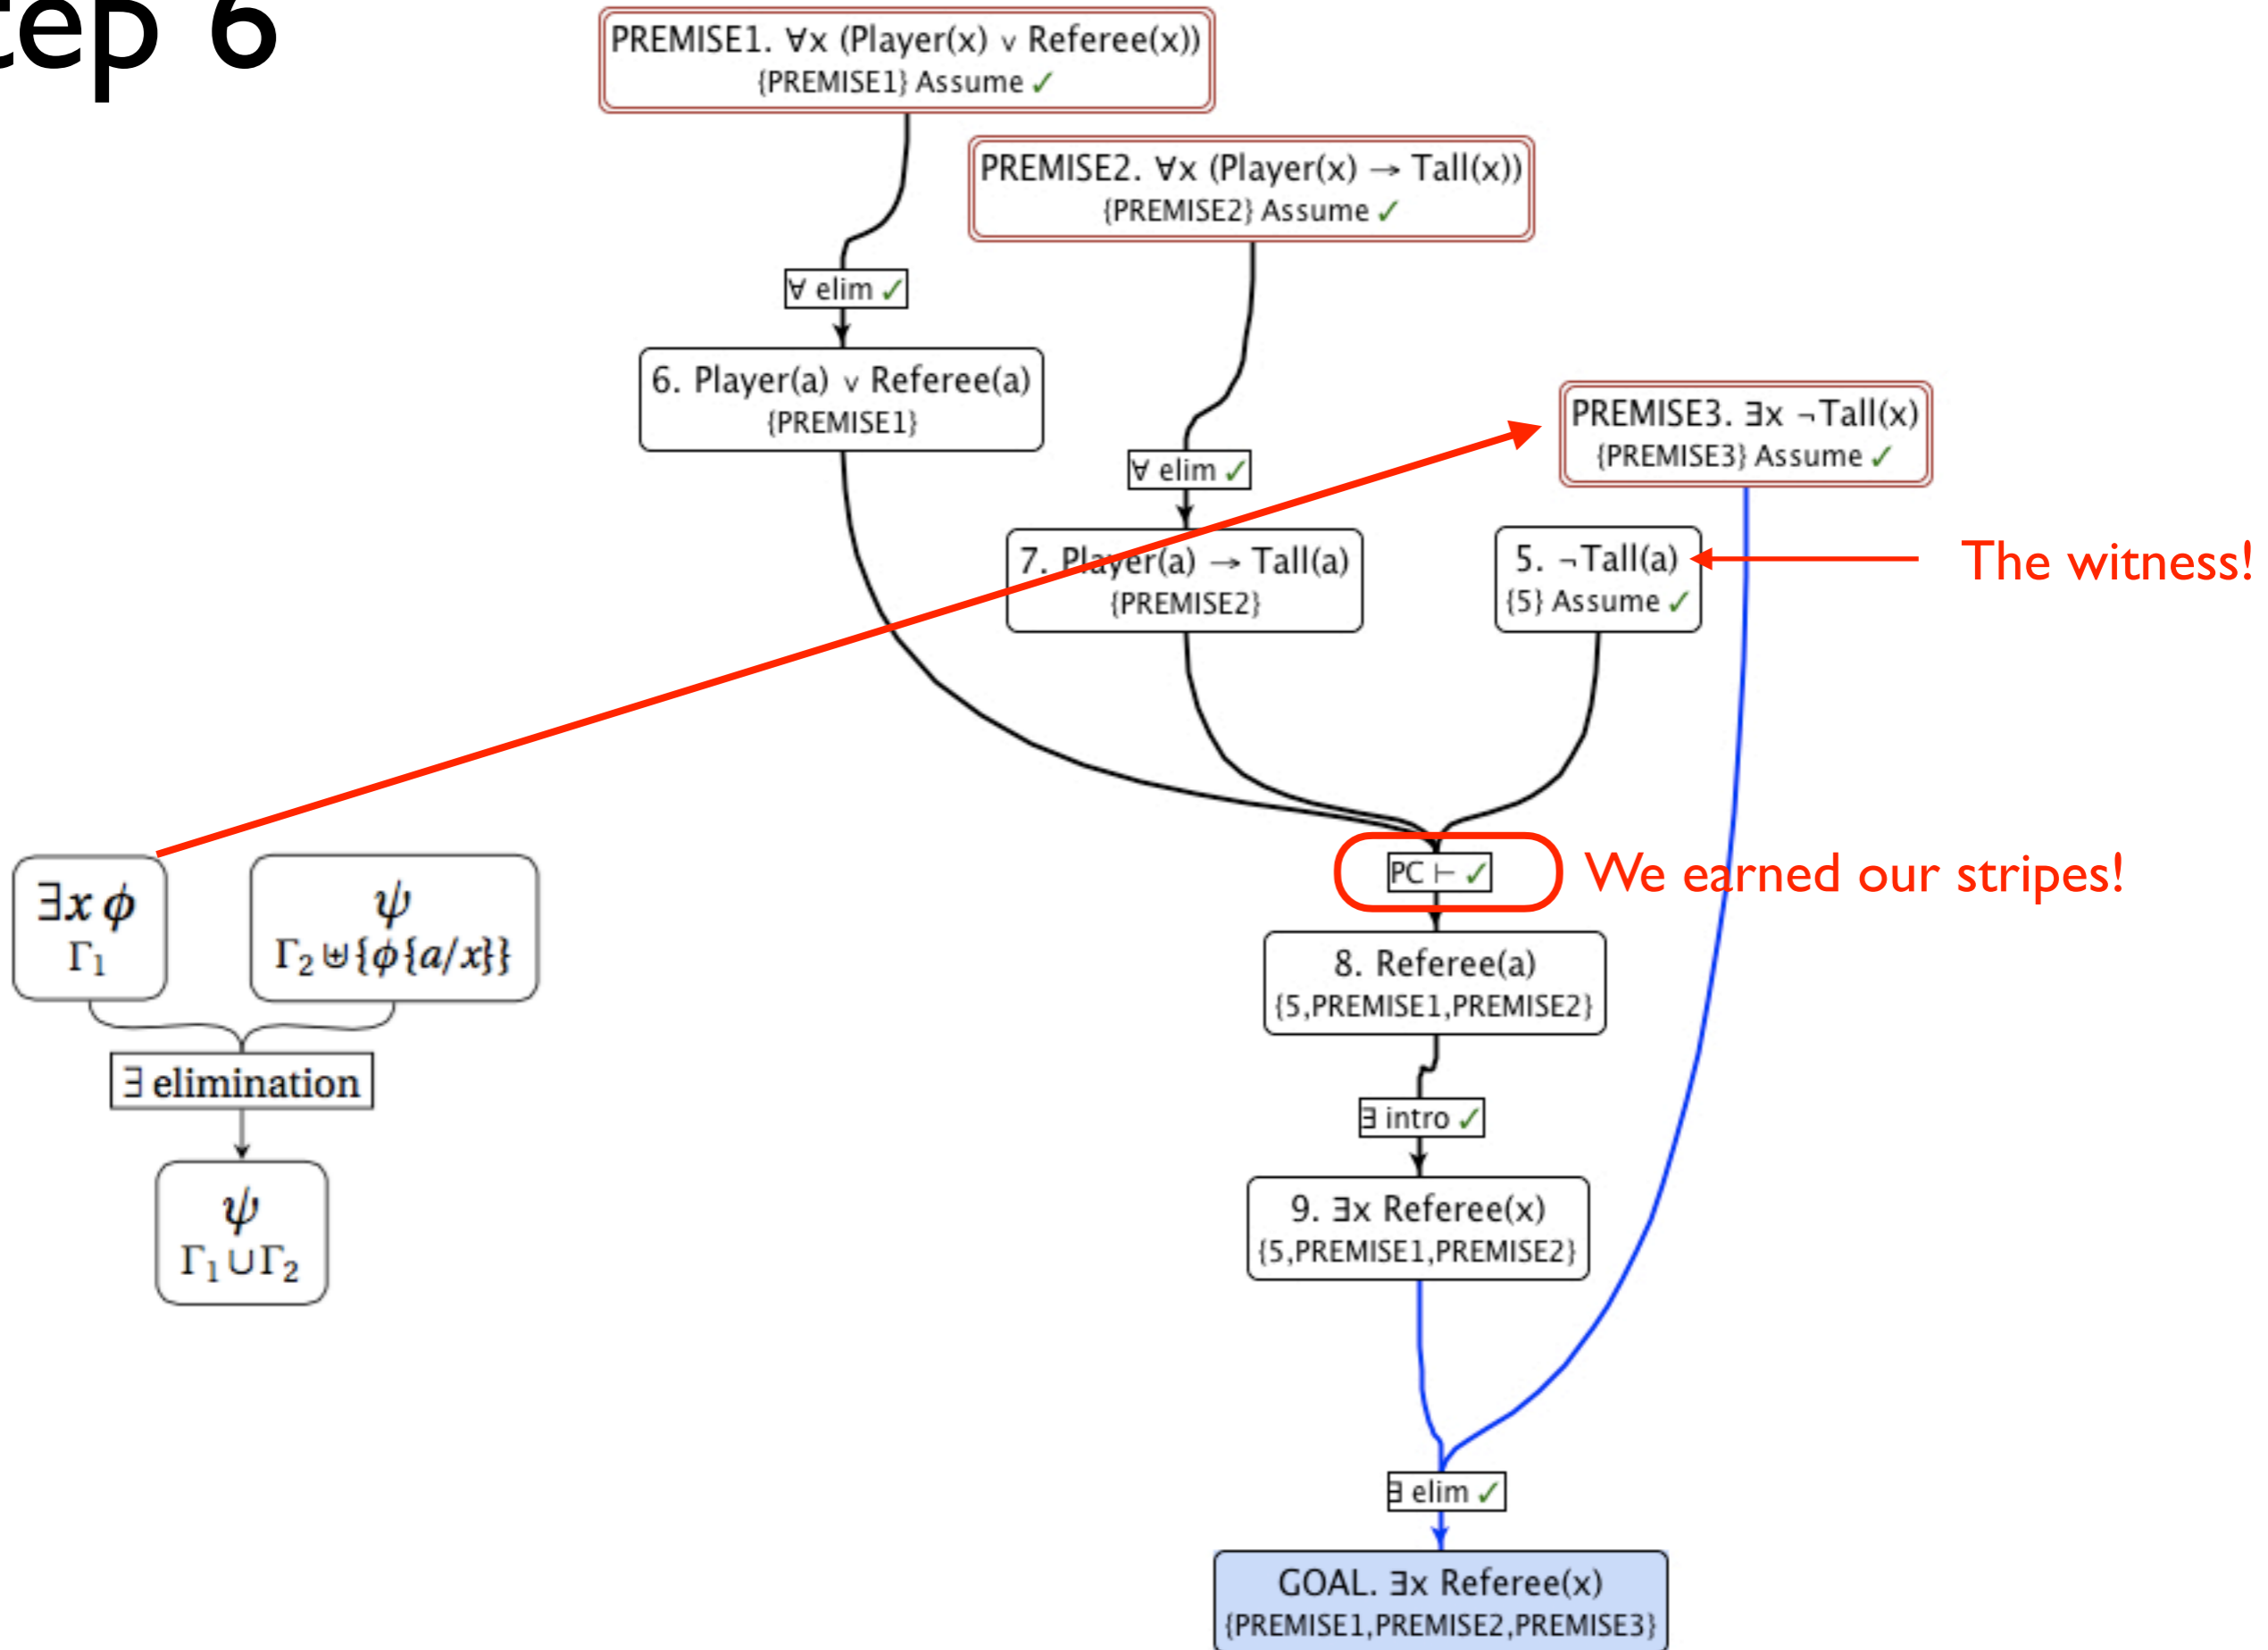 tep 6
PREMISE1. ∀x (Player(x) ∨ Referee(x))
{PREMISE1} Assume ✓
PREMISE2. ∀x (Player(x) → Tall(x))
{PREMISE2} Assume ✓
∀ elim ✓
6. Player(a) ∨ Referee(a)
{PREMISE1}
PREMISE3. ∃x ¬Tall(x)
{PREMISE3} Assume ✓
∀ elim ✓
7. Player(a) → Tall(a)
{PREMISE2}
5. ¬Tall(a)
{5} Assume ✓
The witness!
PC ⊢ ✓
We earned our stripes!
∃x ϕ
Γ₁
ψ
Γ₂ ⊎ {ϕ{a/x}}
∃ elimination
ψ
Γ₁ ∪ Γ₂
8. Referee(a)
{5,PREMISE1,PREMISE2}
∃ intro ✓
9. ∃x Referee(x)
{5,PREMISE1,PREMISE2}
∃ elim ✓
GOAL. ∃x Referee(x)
{PREMISE1,PREMISE2,PREMISE3}